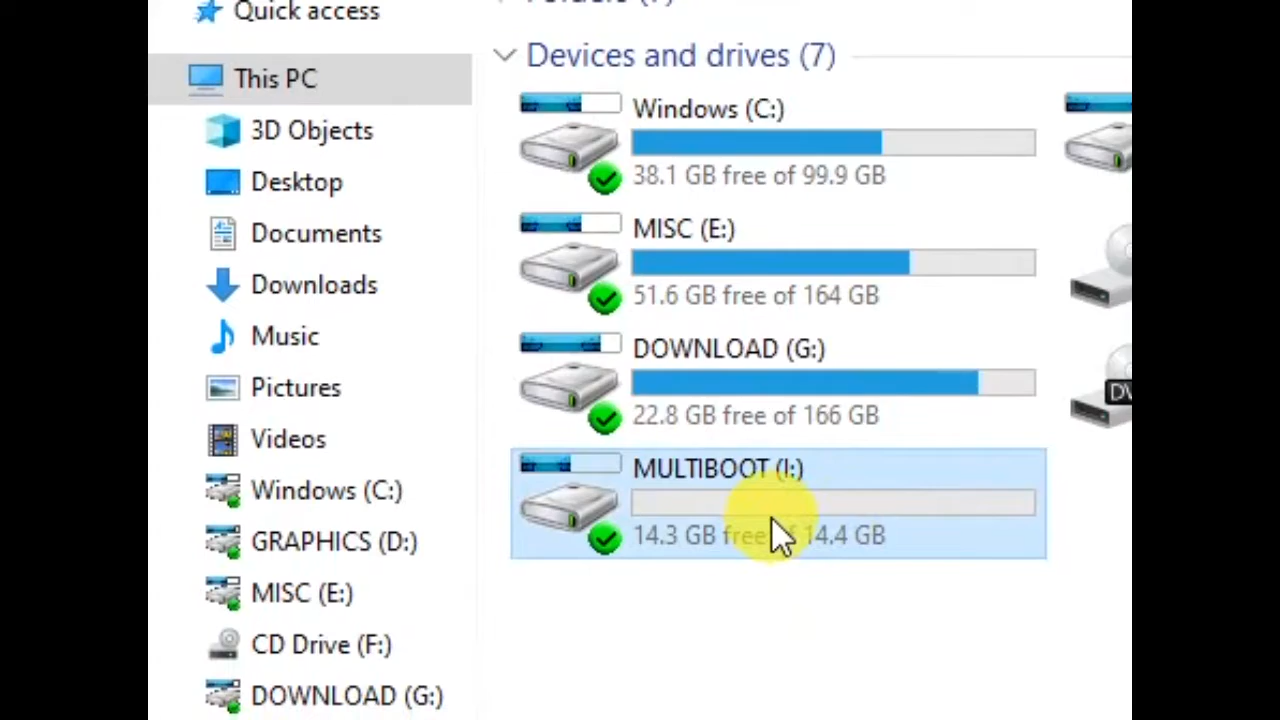 Quick access
This PC
3D Objects
Desktop
Documents
Downloads
Music
Pictures
Videos
Windows (C:)
GRAPHICS (D:)
MISC (E:)
CD Drive (F:)
DOWNLOAD (G:)
Devices and drives (7)
Windows (C:)
38.1 GB free of 99.9 GB
MISC (E:)
51.6 GB free of 164 GB
DOWNLOAD (G:)
22.8 GB free of 166 GB
MULTIBOOT (I:)
14.3 GB free of 14.4 GB